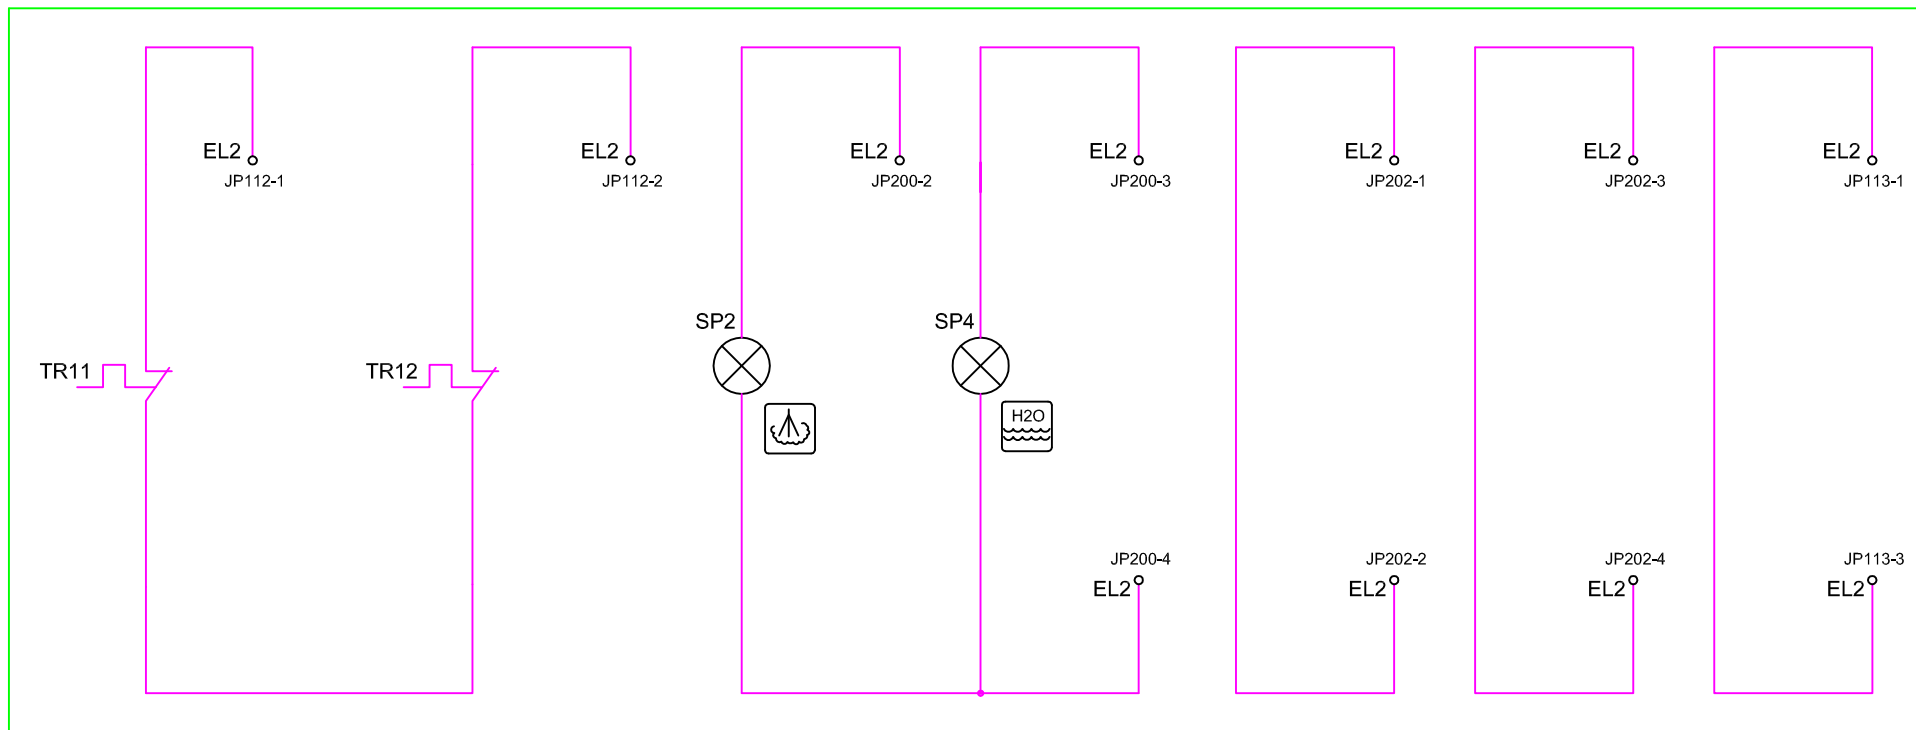 EL2
JP112-1
EL2
JP112-2
EL2
JP200-2
EL2
JP200-3
EL2
JP202-1
EL2
JP202-3
EL2
JP113-1
TR11
TR12
SP2
SP4
H2O
JP200-4
EL2
JP202-2
EL2
JP202-4
EL2
JP113-3
EL2